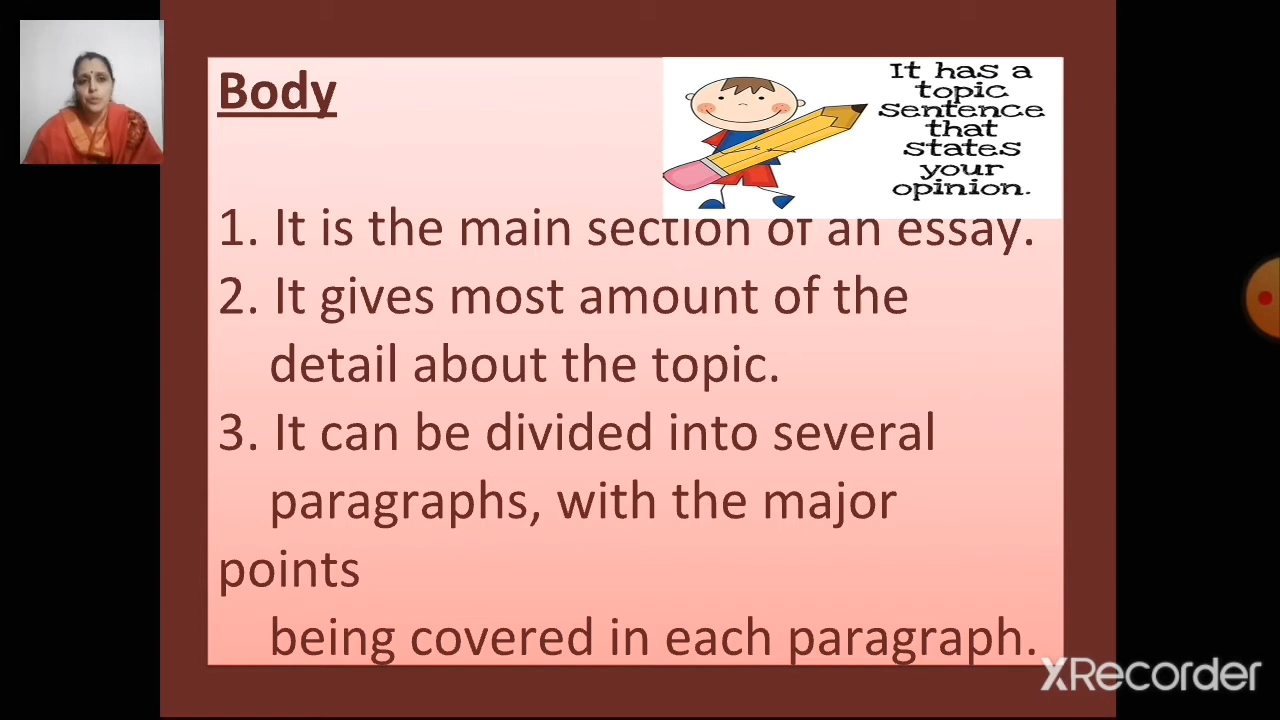 Body
It has a
topic
sentence
that
states
your
opinion.
1. It is the main section of an essay.
2. It gives most amount of the
detail about the topic.
3. It can be divided into several
paragraphs, with the major
points
being covered in each paragraph.
XRecorder